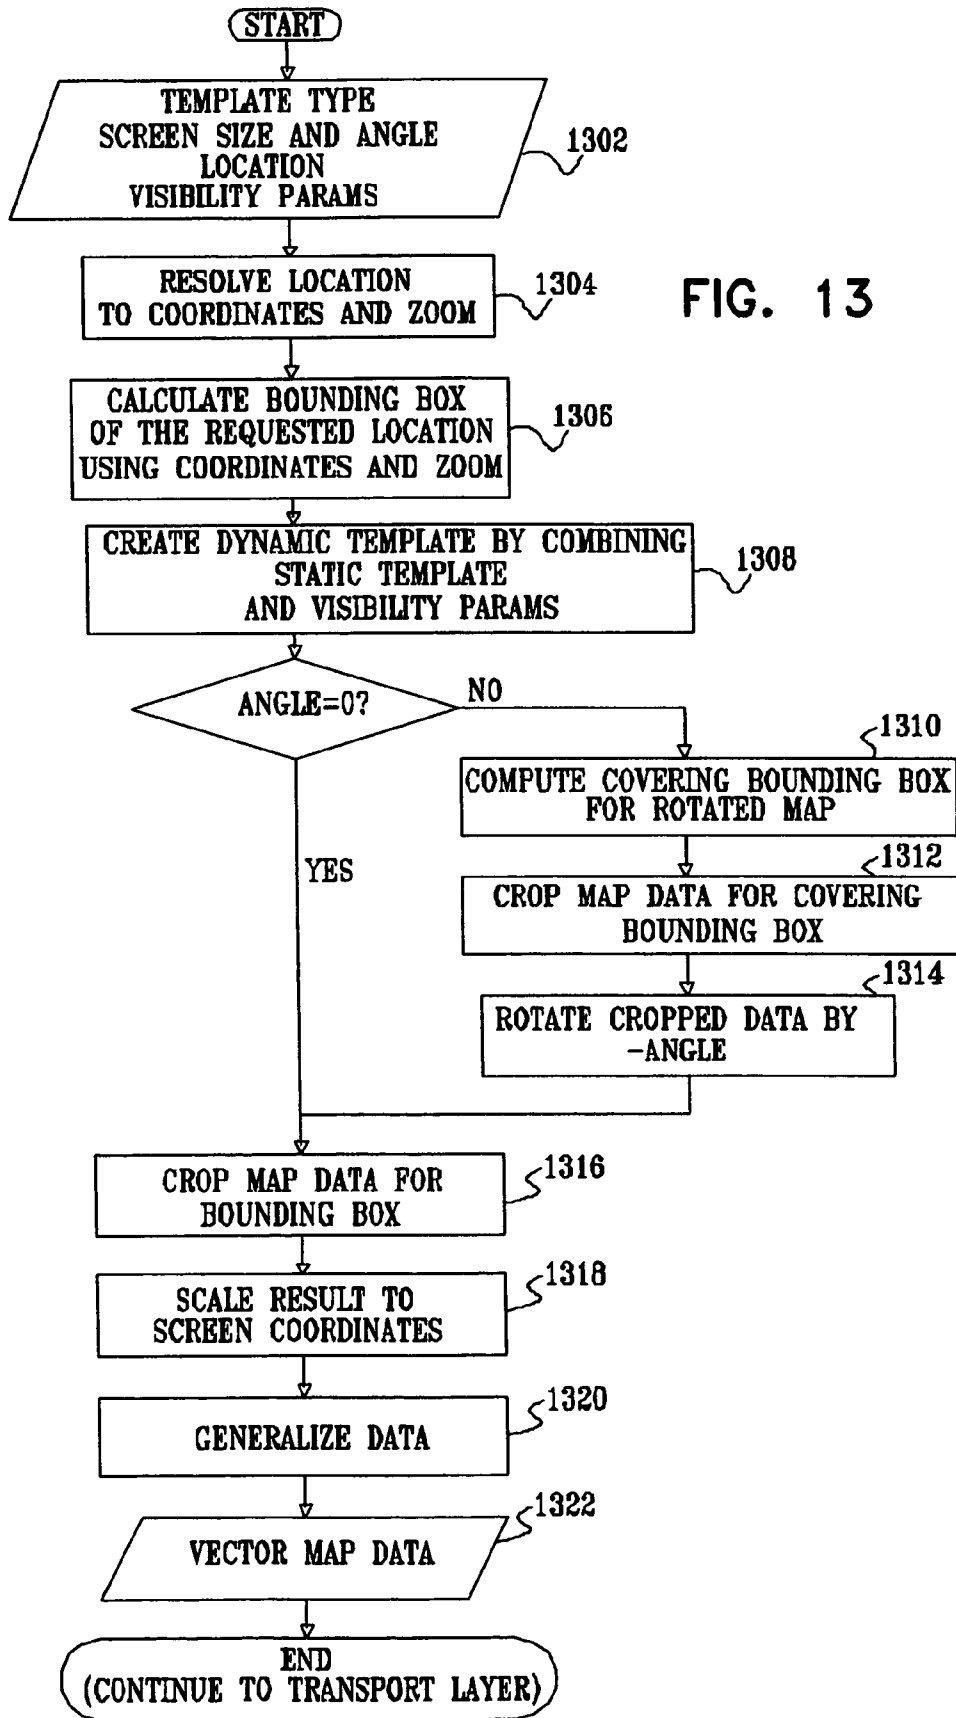 START
TEMPLATE TYPE
SCREEN SIZE AND ANGLE
LOCATION
VISIBILITY PARAMS
1302
RESOLVE LOCATION
TO COORDINATES AND ZOOM
1304
FIG. 13
CALCULATE BOUNDING BOX
OF THE REQUESTED LOCATION
USING COORDINATES AND ZOOM
1306
CREATE DYNAMIC TEMPLATE BY COMBINING
STATIC TEMPLATE
AND VISIBILITY PARAMS
1308
ANGLE=0?
NO
YES
1310
COMPUTE COVERING BOUNDING BOX
FOR ROTATED MAP
1312
CROP MAP DATA FOR COVERING
BOUNDING BOX
1314
ROTATE CROPPED DATA BY
-ANGLE
CROP MAP DATA FOR
BOUNDING BOX
1316
SCALE RESULT TO
SCREEN COORDINATES
1318
GENERALIZE DATA
1320
VECTOR MAP DATA
1322
END
(CONTINUE TO TRANSPORT LAYER)